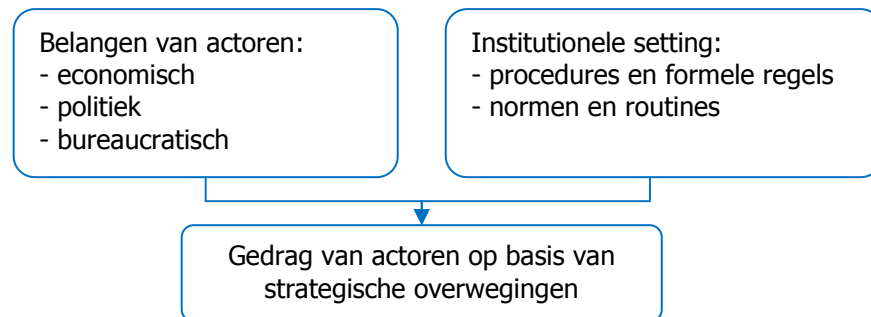 Belangen van actoren:
- economisch
- politiek
- bureaucratisch
Institutionele setting:
- procedures en formele regels
- normen en routines
Gedrag van actoren op basis van
strategische overwegingen